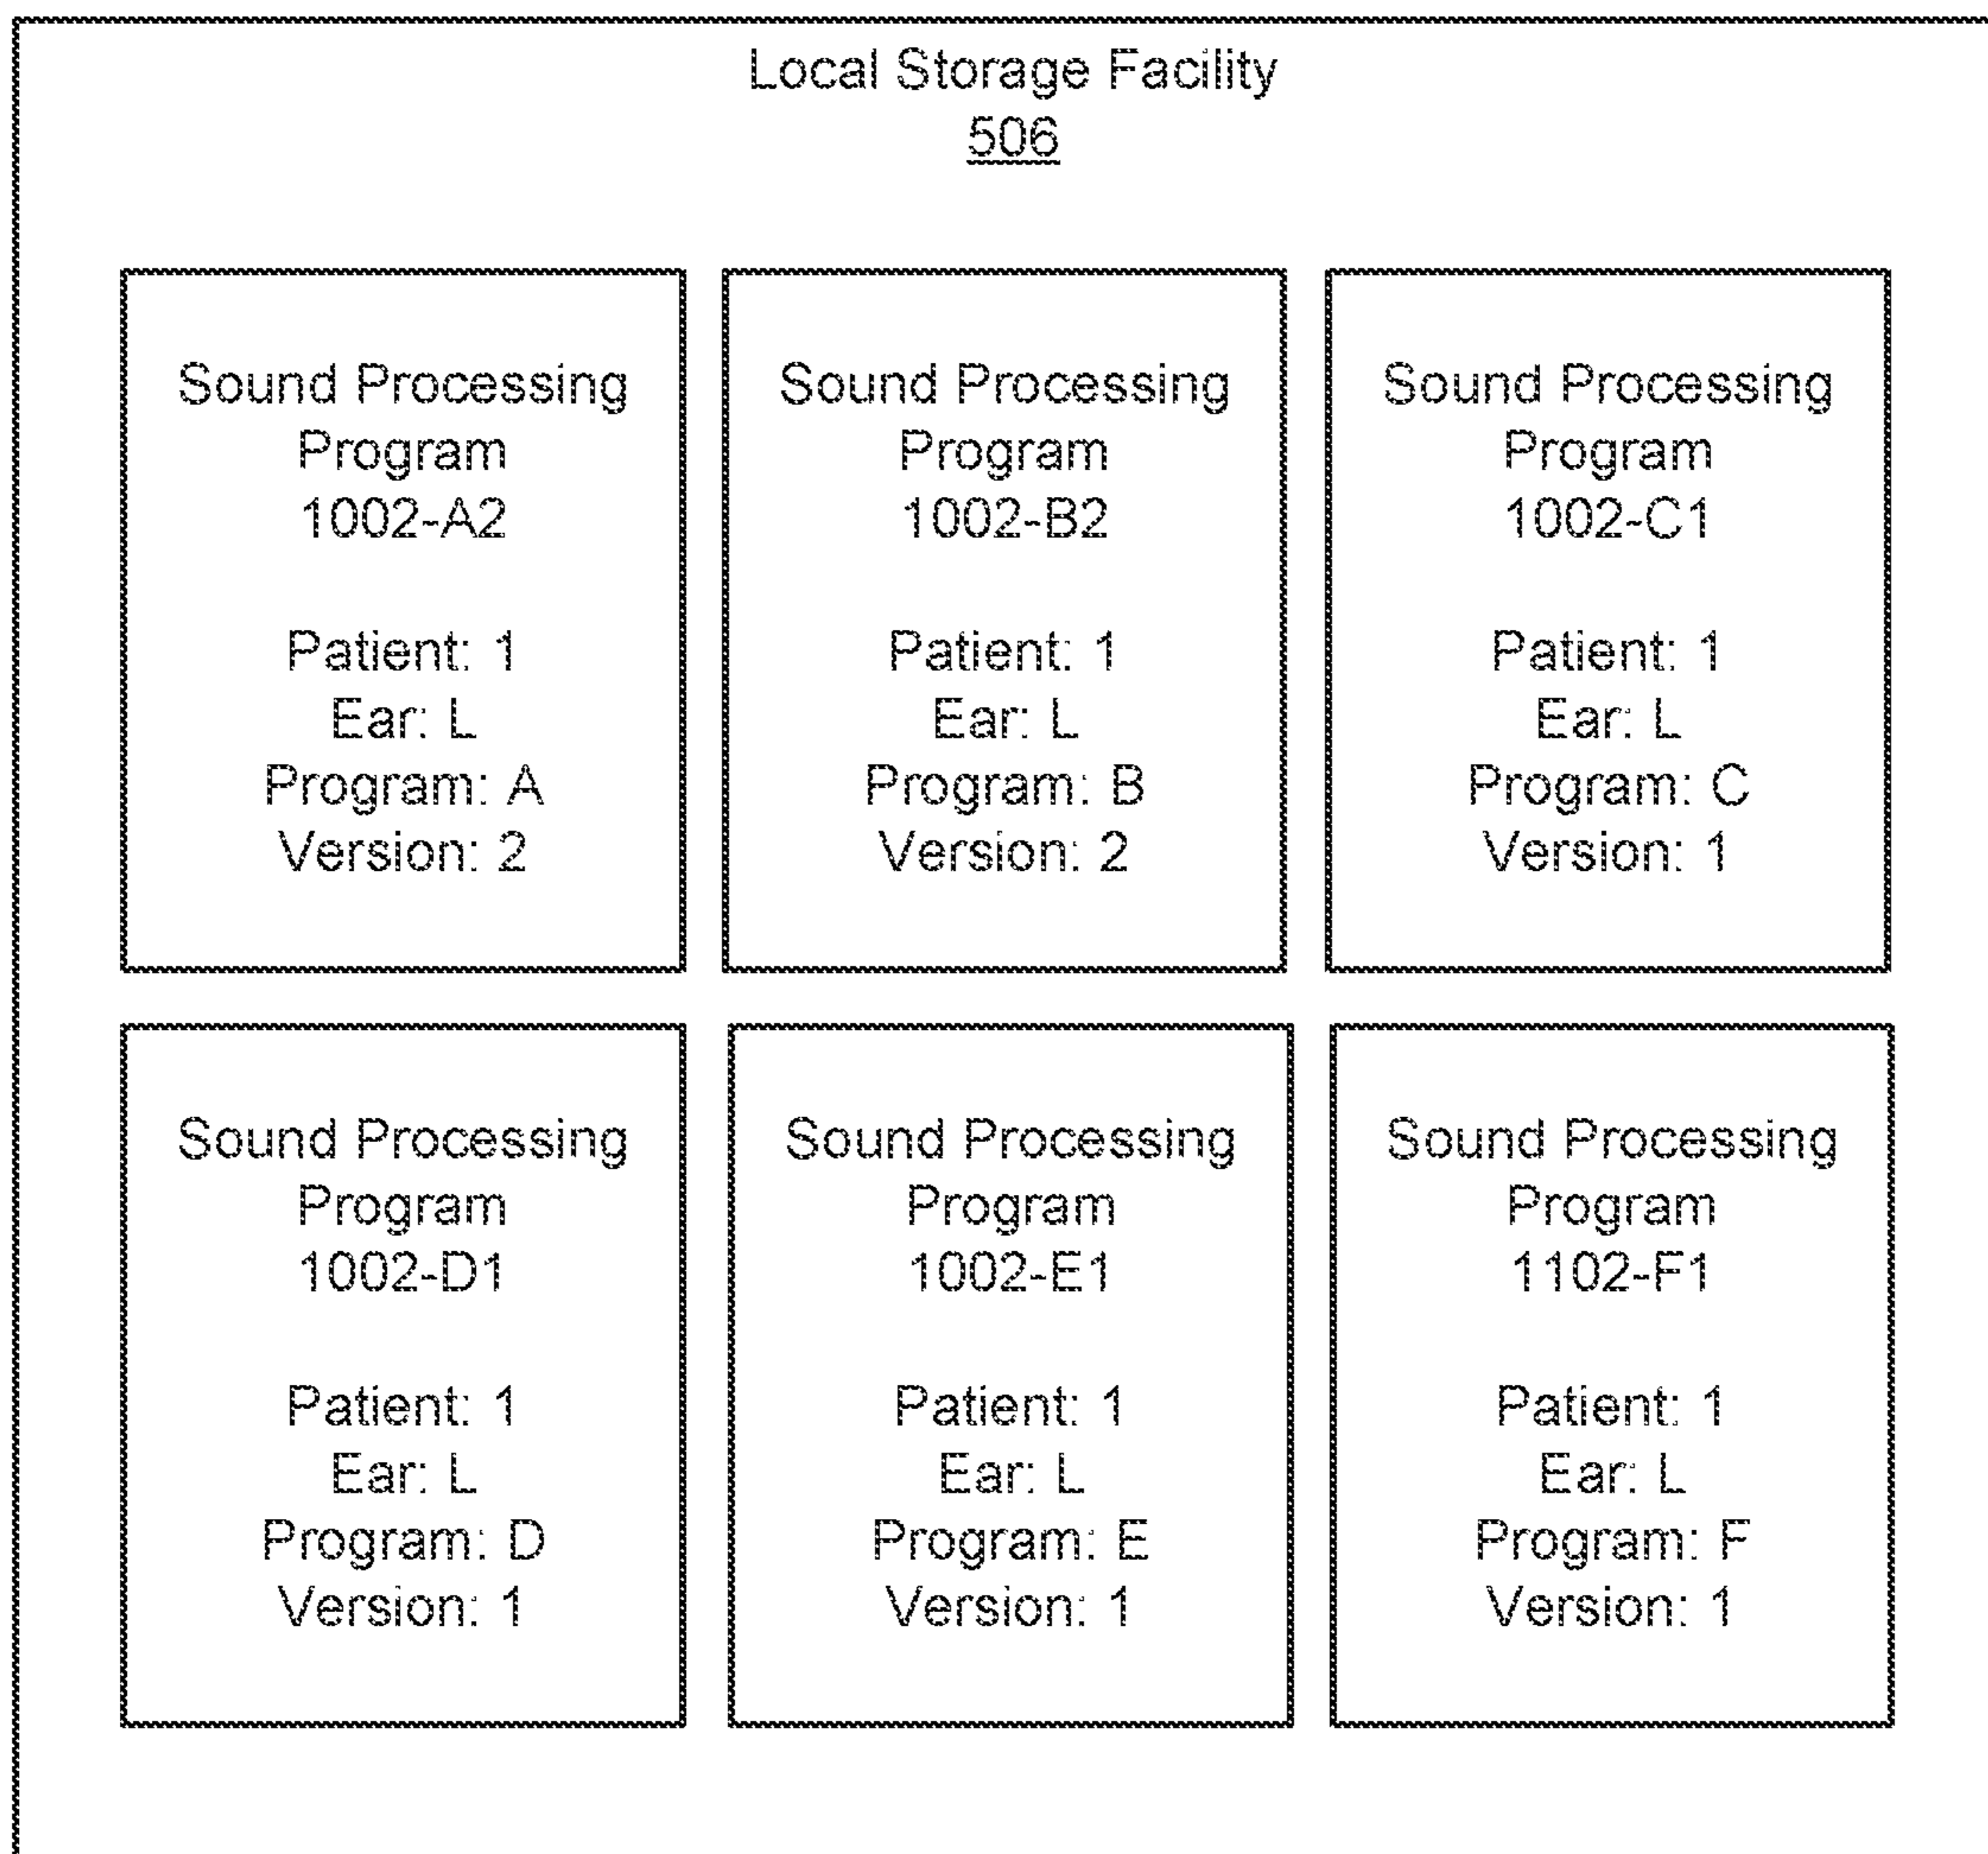 Local Storage Facility
506
Sound Processing
Program
1002-A2
Patient: 1
Ear: L
Program: A
Version: 2
Sound Processing
Program
1002-B2
Patient: 1
Ear: L
Program: B
Version: 2
Sound Processing
Program
1002-C1
Patient: 1
Ear: L
Program: C
Version: 1
Sound Processing
Program
1002-D1
Patient: 1
Ear: L
Program: D
Version: 1
Sound Processing
Program
1002-E1
Patient: 1
Ear: L
Program: E
Version: 1
Sound Processing
Program
1102-F1
Patient: 1
Ear: L
Program: F
Version: 1